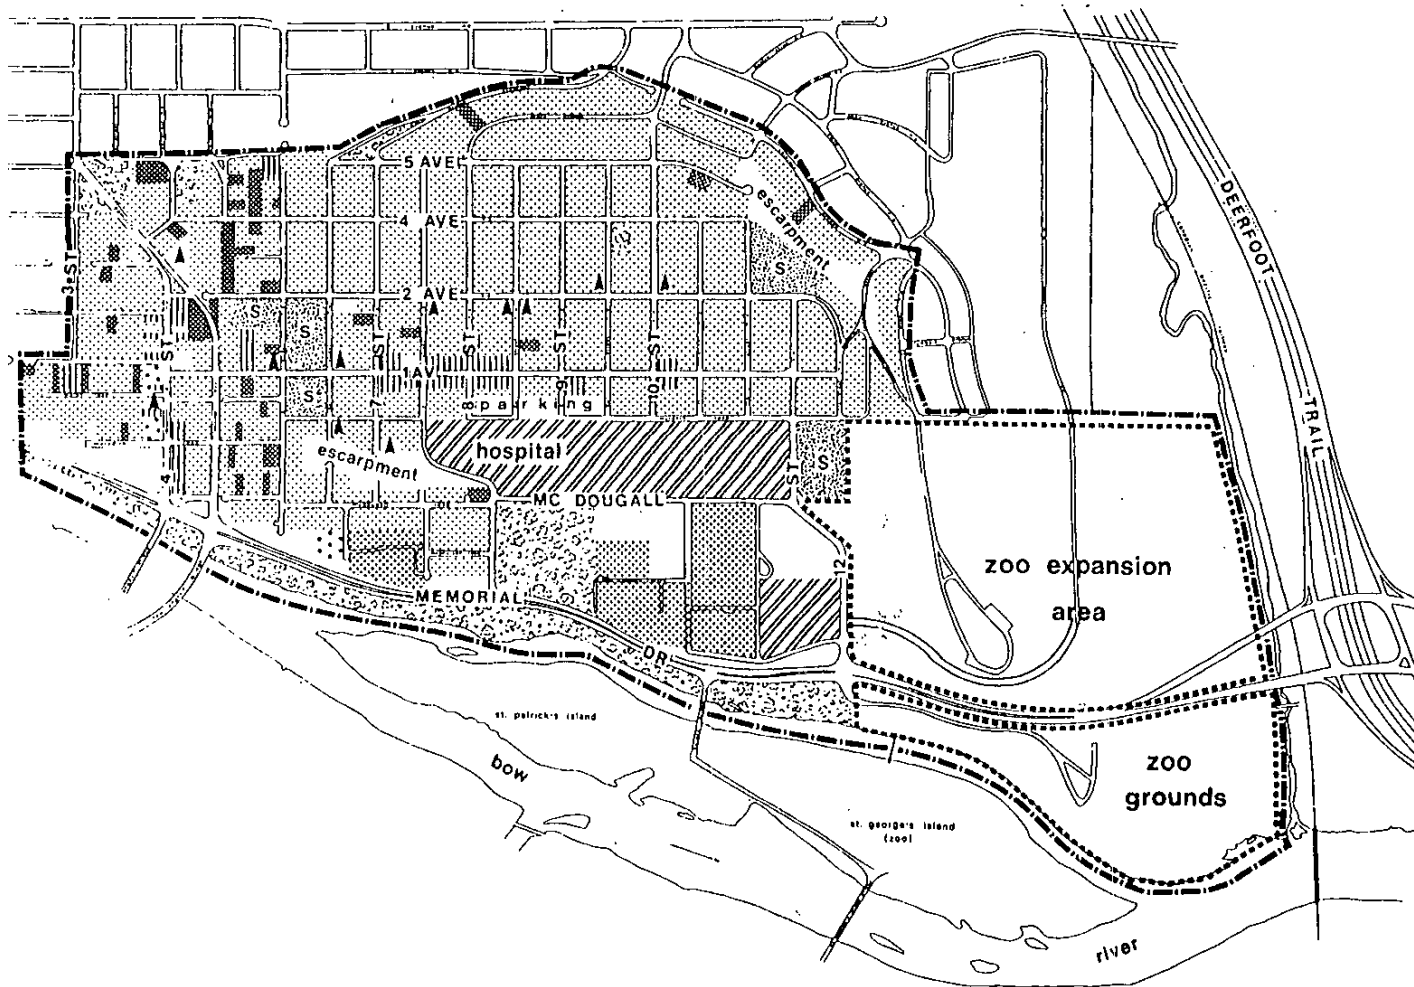 5 AVE
DEERFOOT
escarpment
4 AVE
3 ST
S
2 AVE
S
S
ST
ST
ST
ST
ST
1 AV
TRAIL
S
7
8
9
10
parking
escarpment
hospital
S
ST
4
MC DOUGALL
12
zoo expansion
area
MEMORIAL
DR
st. patrick's island
bow
zoo
grounds
st. george's island
(zoo)
river